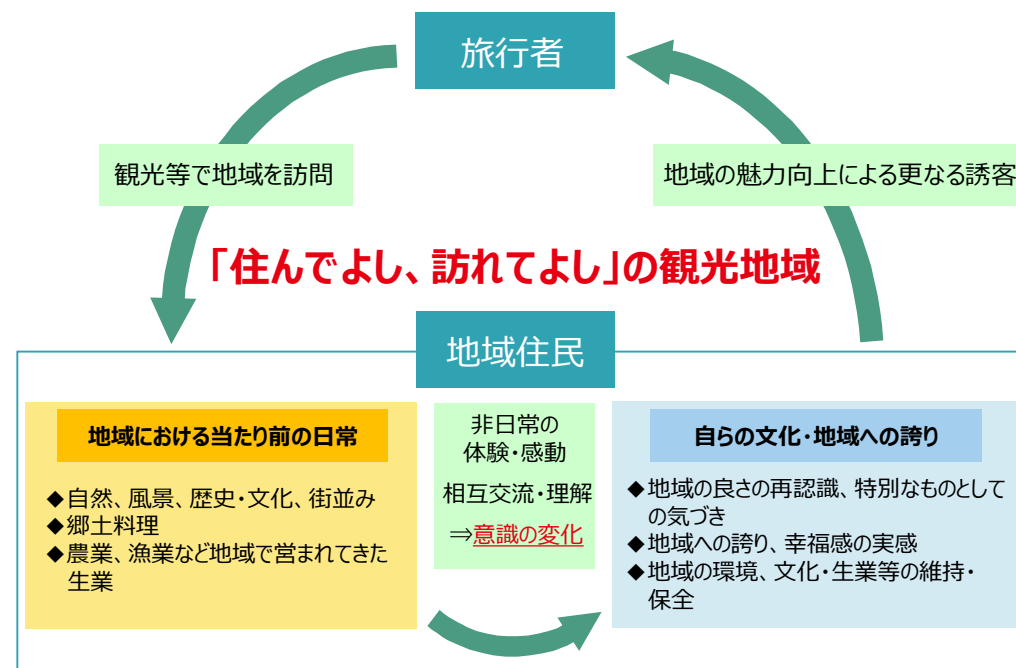 旅行者
観光等で地域を訪問
地域の魅力向上による更なる誘客
「住んでよし、訪れてよし」の観光地域
地域住民
地域における当たり前の日常
◆自然、風景、歴史・文化、街並み
◆郷土料理
◆農業、漁業など地域で営まれてきた
生業
非日常の
体験・感動
相互交流・理解
⇒意識の変化
自らの文化・地域への誇り
◆地域の良さの再認識、特別なものとして
の気づき
◆地域への誇り、幸福感の実感
◆地域の環境、文化・生業等の維持・
保全